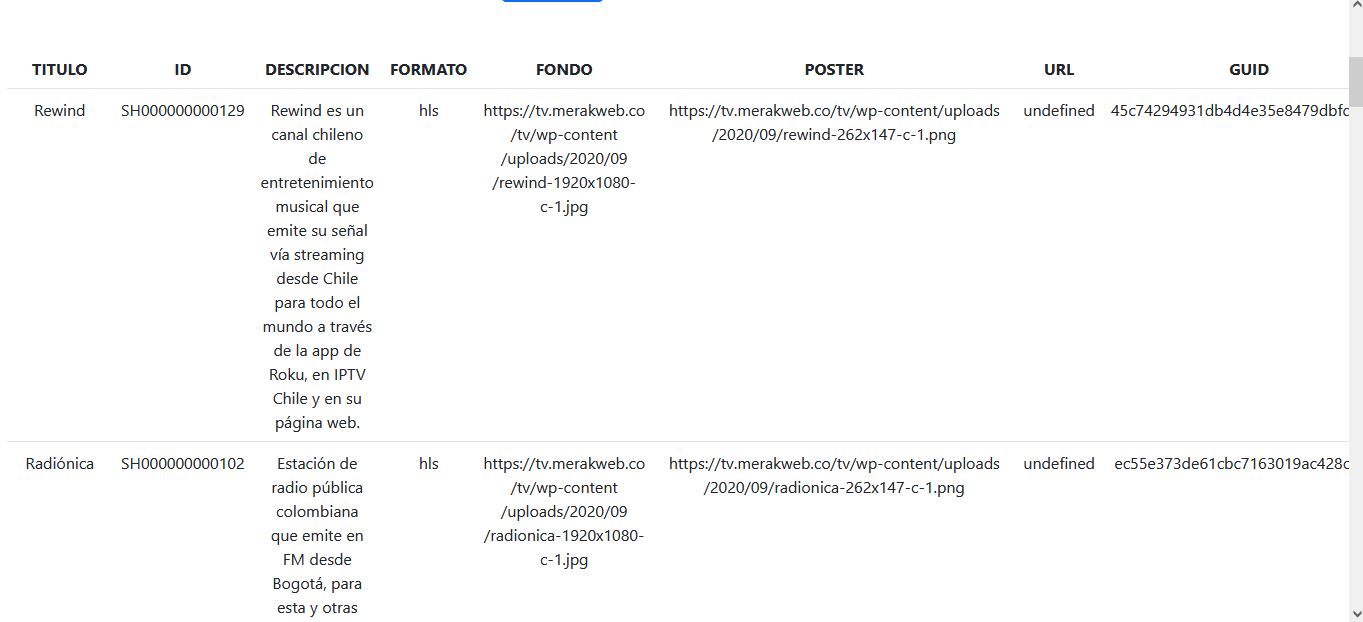 TITULO ID DESCRIPCION FORMATO FONDO POSTER URL GUID
Rewind SH000000000129 Rewind es un hls https://tv.merakweb.co https://tv.merakweb.co/tv/wp-content/uploads undefined 45c74294931db4d4e35e8479dbfc
canal chileno /tv/wp-content /2020/09/rewind-262x147-c-1.png
de /uploads/2020/09
entretenimiento /rewind-1920x1080-
musical que c-1.jpg
emite su señal
vía streaming
desde Chile
para todo el
mundo a través
de la app de
Roku, en IPTV
Chile y en su
página web.
Radiónica SH000000000102 Estación de hls https://tv.merakweb.co https://tv.merakweb.co/tv/wp-content/uploads undefined ec55e373de61cbc7163019ac428c
radio pública /tv/wp-content /2020/09/radionica-262x147-c-1.png
colombiana /uploads/2020/09
que emite en /radionica-1920x1080-
FM desde c-1.jpg
Bogotá, para
esta y otras